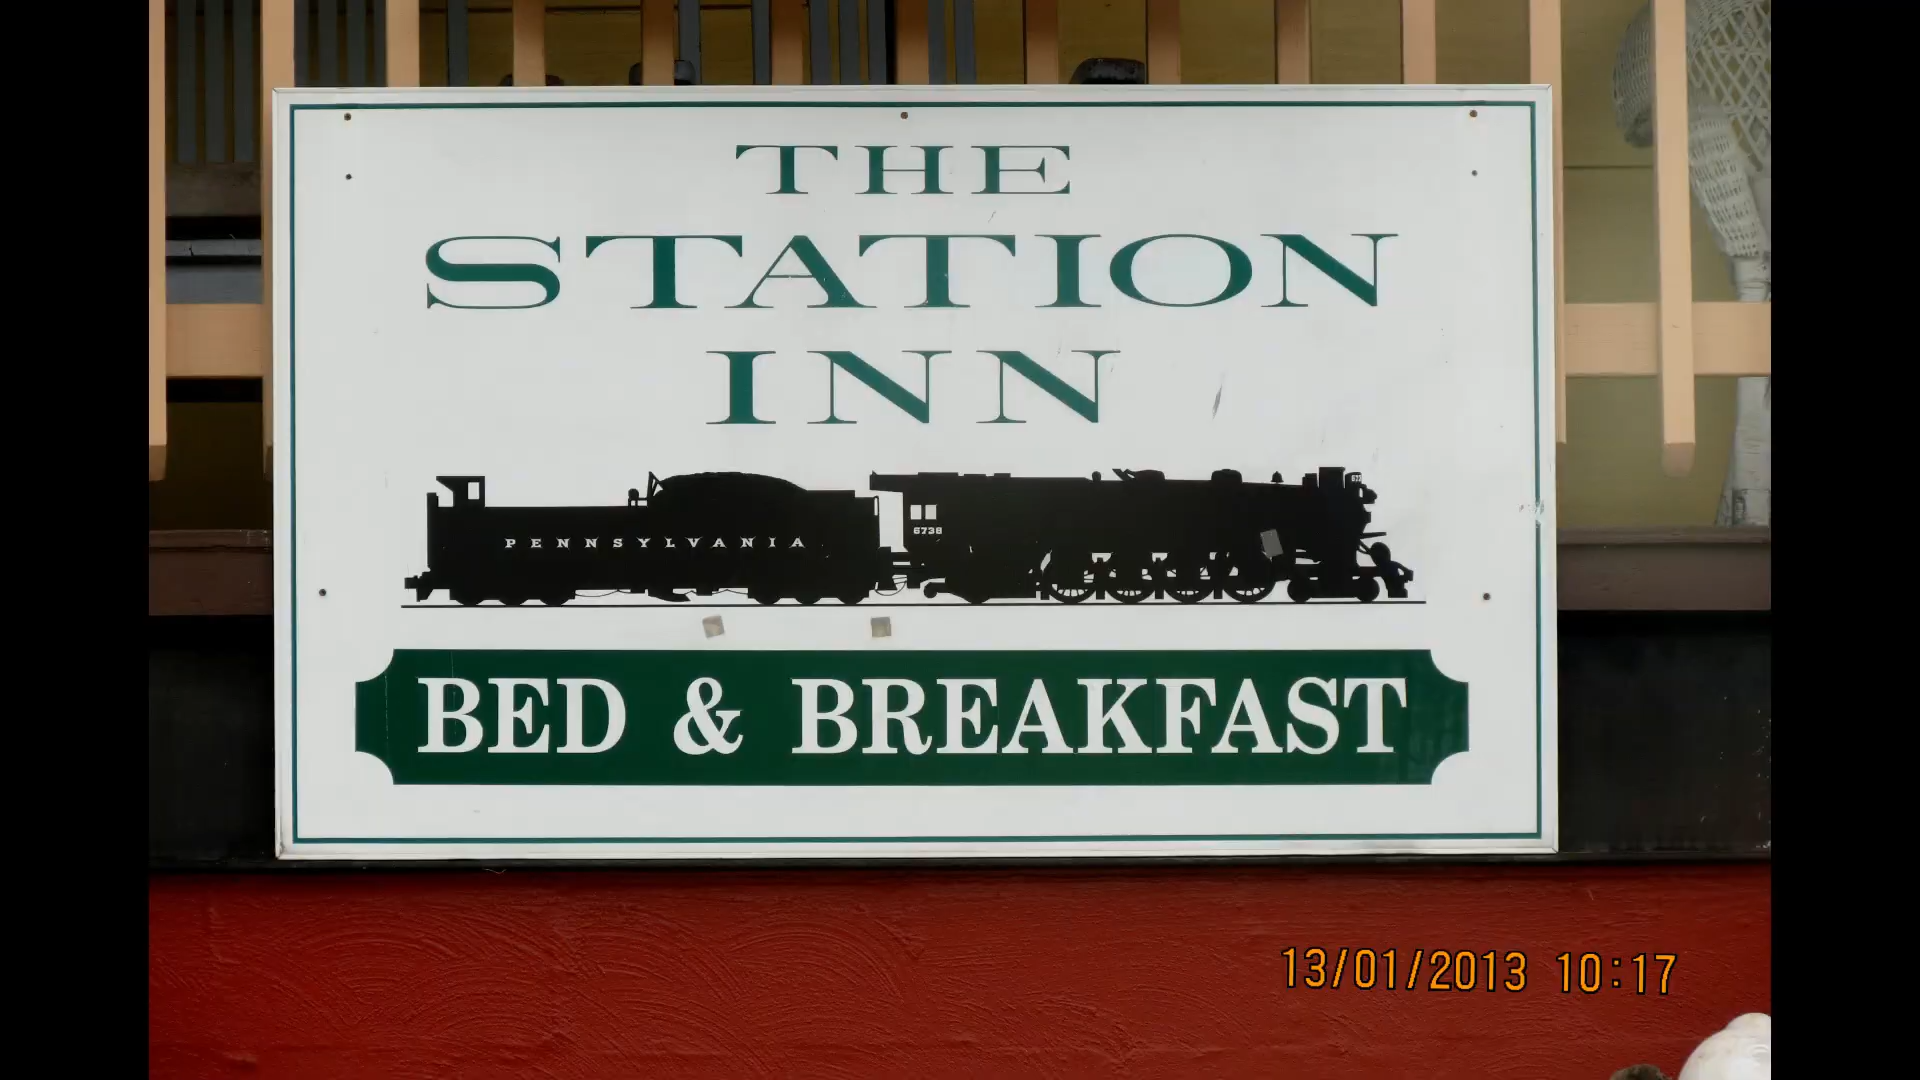 THE
STATION
INN
6738
PENNSYLVANIA
BED & BREAKFAST
13/01/2013 10:17